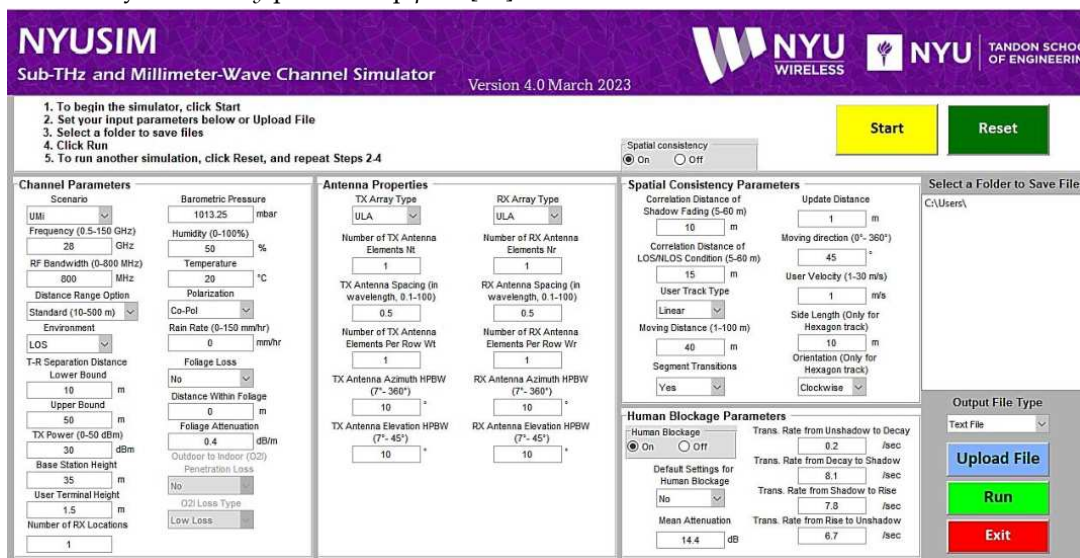 NYUSIM
Sub-THz and Millimeter-Wave Channel Simulator
Version 4.0 March 2023
NYU
WIRELESS
NYU
TANDON SCHOO
OF ENGINEERIN
1. To begin the simulator, click Start
2. Set your input parameters below or Upload File
3. Select a folder to save files
4. Click Run
5. To run another simulation, click Reset, and repeat Steps 2-4
Spatial consistency
On Off
Start
Reset
Channel Parameters
Scenario
UMi
Frequency (0.5-150 GHz)
28 GHz
RF Bandwidth (0-800 MHz)
800 MHz
Distance Range Option
Standard (10-500 m)
Environment
LOS
T-R Separation Distance
Lower Bound
10 m
Upper Bound
50 m
TX Power (0-50 dBm)
30 dBm
Base Station Height
35 m
User Terminal Height
1.5 m
Number of RX Locations
1
Barometric Pressure
1013.25 mbar
Humidity (0-100%)
50 %
Temperature
20 °C
Polarization
Co-Pol
Rain Rate (0-150 mm/hr)
0 mm/hr
Foliage Loss
No
Distance Within Foliage
0 m
Foliage Attenuation
0.4 dB/m
Outdoor to Indoor (O2I)
Penetration Loss
No
O2I Loss Type
Low Loss
Antenna Properties
TX Array Type
ULA
Number of TX Antenna
Elements Nt
1
TX Antenna Spacing (in
wavelength, 0.1-100)
0.5
Number of TX Antenna
Elements Per Row Wt
1
TX Antenna Azimuth HPBW
(7°- 360°)
10 °
TX Antenna Elevation HPBW
(7°- 45°)
10 °
RX Array Type
ULA
Number of RX Antenna
Elements Nr
1
RX Antenna Spacing (in
wavelength, 0.1-100)
0.5
Number of RX Antenna
Elements Per Row Wr
1
RX Antenna Azimuth HPBW
(7°- 360°)
10 °
RX Antenna Elevation HPBW
(7°- 45°)
10 °
Spatial Consistency Parameters
Correlation Distance of
Shadow Fading (5-60 m)
10 m
Correlation Distance of
LOS/NLOS Condition (5-60 m)
15 m
User Track Type
Linear
Moving Distance (1-100 m)
40 m
Segment Transitions
Yes
Update Distance
1 m
Moving direction (0°- 360°)
45 °
User Velocity (1-30 m/s)
1 m/s
Side Length (Only for
Hexagon track)
10 m
Orientation (Only for
Hexagon track)
Clockwise
Human Blockage Parameters
Human Blockage
On Off
Default Settings for
Human Blockage
No
Mean Attenuation
14.4 dB
Trans. Rate from Unshadow to Decay
0.2 /sec
Trans. Rate from Decay to Shadow
8.1 /sec
Trans. Rate from Shadow to Rise
7.8 /sec
Trans. Rate from Rise to Unshadow
6.7 /sec
Select a Folder to Save File
C:\Users\
Output File Type
Text File
Upload File
Run
Exit